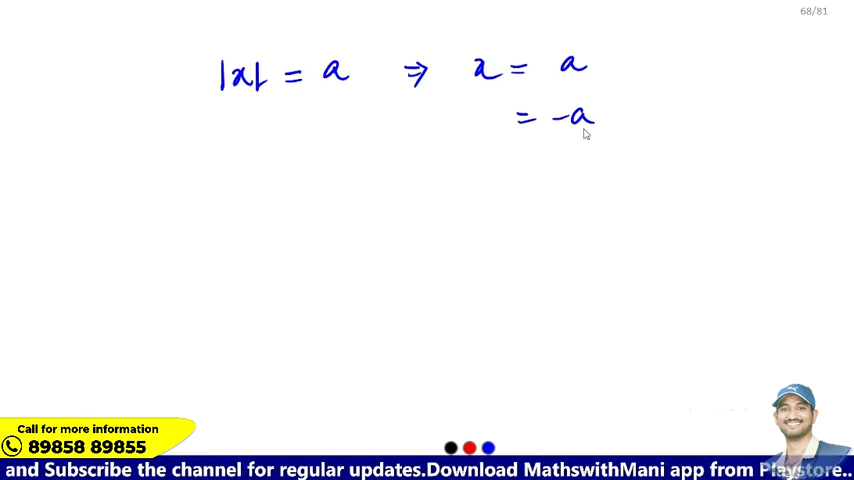 68/81
|x| = a ⇒ x = a
= -a
Call for more information
89858 89855
and Subscribe the channel for regular updates.Download MathswithMani app from Playstore..